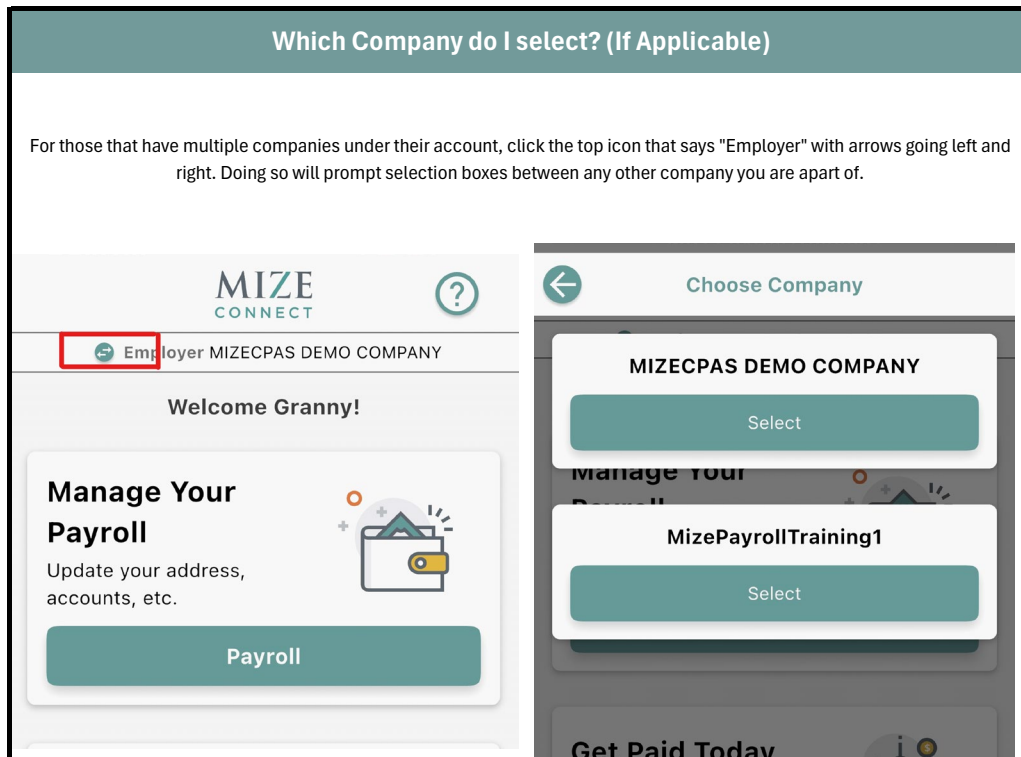 Which Company do I select? (If Applicable)
For those that have multiple companies under their account, click the top icon that says "Employer" with arrows going left and
right. Doing so will prompt selection boxes between any other company you are apart of.
MIZE
CONNECT
?
Employer MIZECPAS DEMO COMPANY
Welcome Granny!
Manage Your
Payroll
Update your address,
accounts, etc.
Payroll
Choose Company
MIZECPAS DEMO COMPANY
Select
Manage Your
MizePayrollTraining1
Select
Get Paid Today